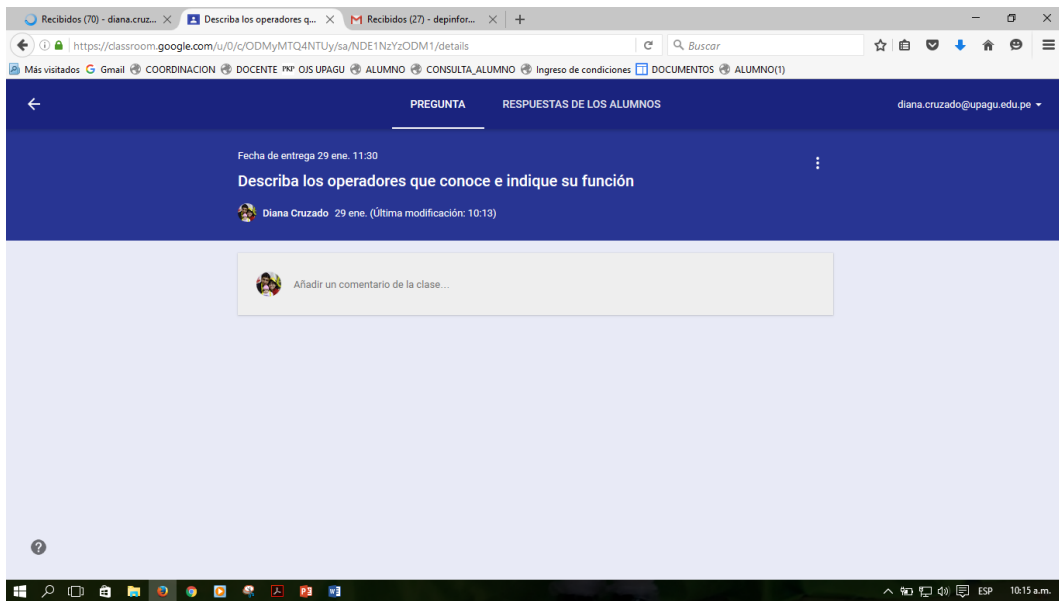 Recibidos (70) - diana.cruz...
Describa los operadores q...
Recibidos (27) - depinfor...
https://classroom.google.com/u/0/c/ODMyMTQ4NTUy/sa/NDE1NzYzODM1/details
Buscar
Más visitados
Gmail
COORDINACION
DOCENTE
PKP OJS UPAGU
ALUMNO
CONSULTA_ALUMNO
Ingreso de condiciones
DOCUMENTOS
ALUMNO(1)
PREGUNTA
RESPUESTAS DE LOS ALUMNOS
diana.cruzado@upagu.edu.pe
Fecha de entrega 29 ene. 11:30
Describa los operadores que conoce e indique su función
Diana Cruzado 29 ene. (Última modificación: 10:13)
Añadir un comentario de la clase...
ESP
10:15 a.m.